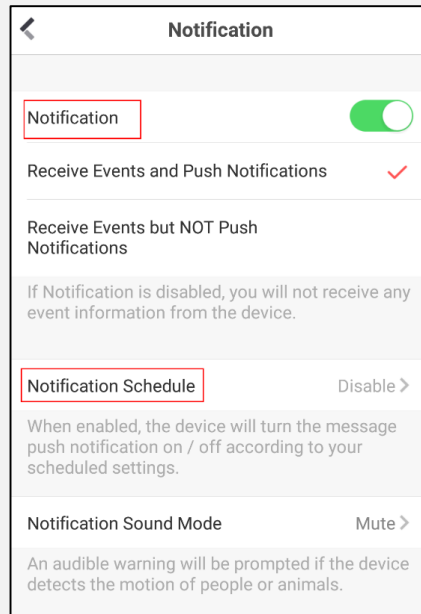 Notification
Notification
Receive Events and Push Notifications
Receive Events but NOT Push
Notifications
If Notification is disabled, you will not receive any
event information from the device.
Notification Schedule Disable
When enabled, the device will turn the message
push notification on / off according to your
scheduled settings.
Notification Sound Mode Mute
An audible warning will be prompted if the device
detects the motion of people or animals.